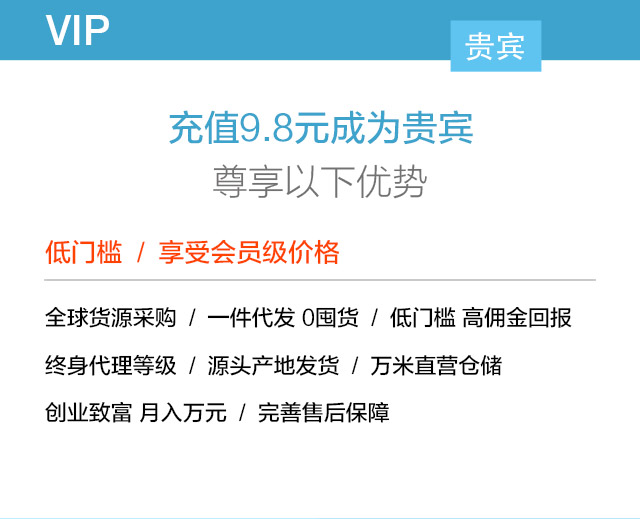 VIP
贵宾
充值9.8元成为贵宾
尊享以下优势
低门槛 / 享受会员级价格
全球货源采购 / 一件代发 0囤货 / 低门槛 高佣金回报
终身代理等级 / 源头产地发货 / 万米直营仓储
创业致富 月入万元 / 完善售后保障